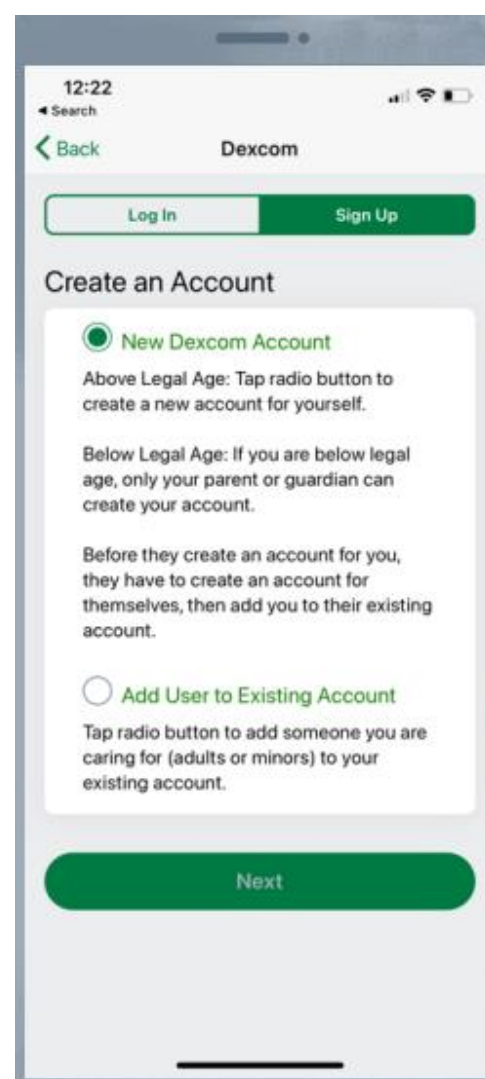 12:22
Search
Back
Dexcom
Log In
Sign Up
Create an Account
New Dexcom Account
Above Legal Age: Tap radio button to
create a new account for yourself.
Below Legal Age: If you are below legal
age, only your parent or guardian can
create your account.
Before they create an account for you,
they have to create an account for
themselves, then add you to their existing
account.
Add User to Existing Account
Tap radio button to add someone you are
caring for (adults or minors) to your
existing account.
Next